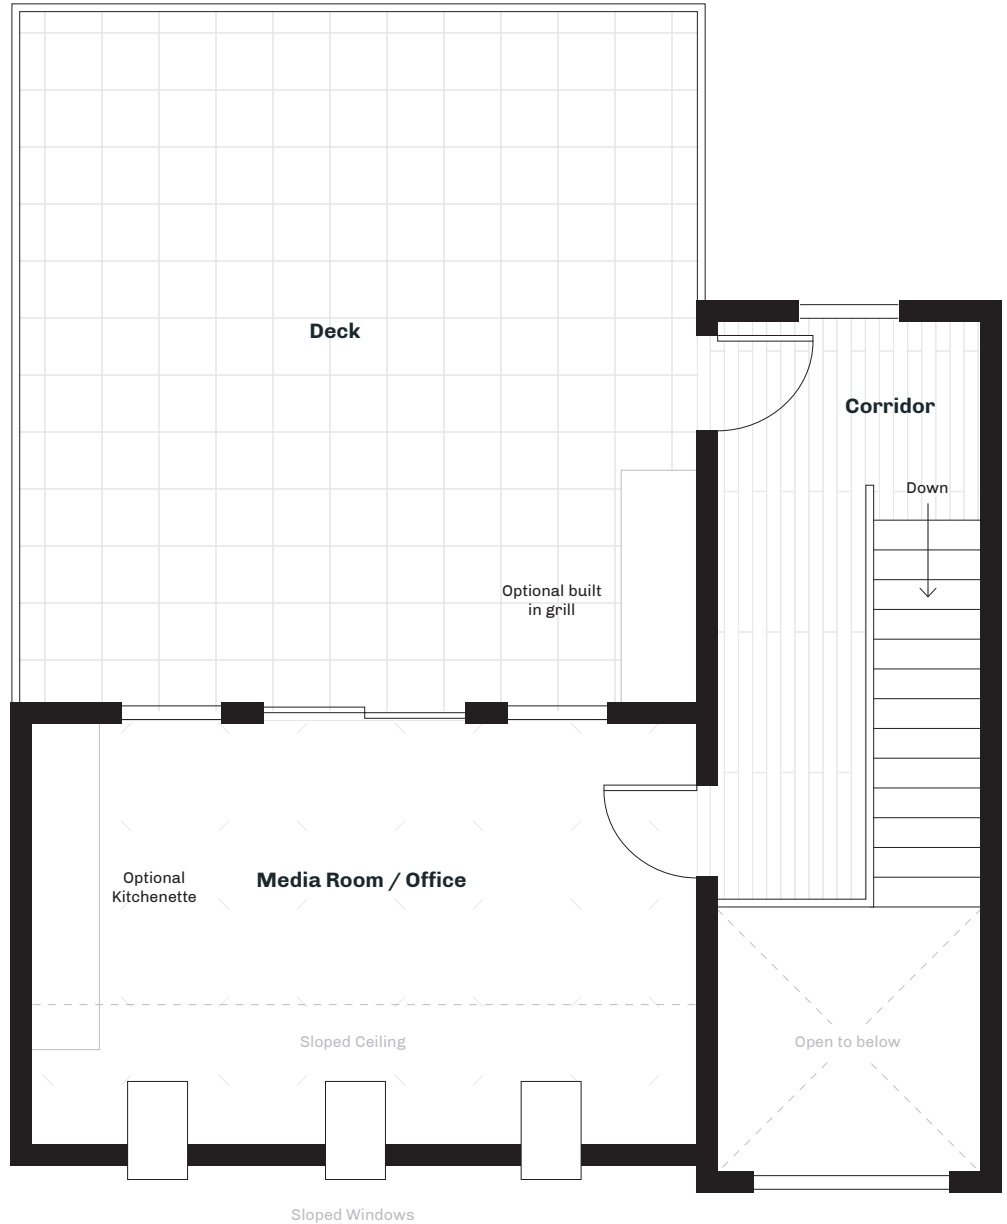 Deck
Corridor
Down
Optional built
in grill
Optional
Kitchenette
Media Room / Office
Sloped Ceiling
Open to below
Sloped Windows